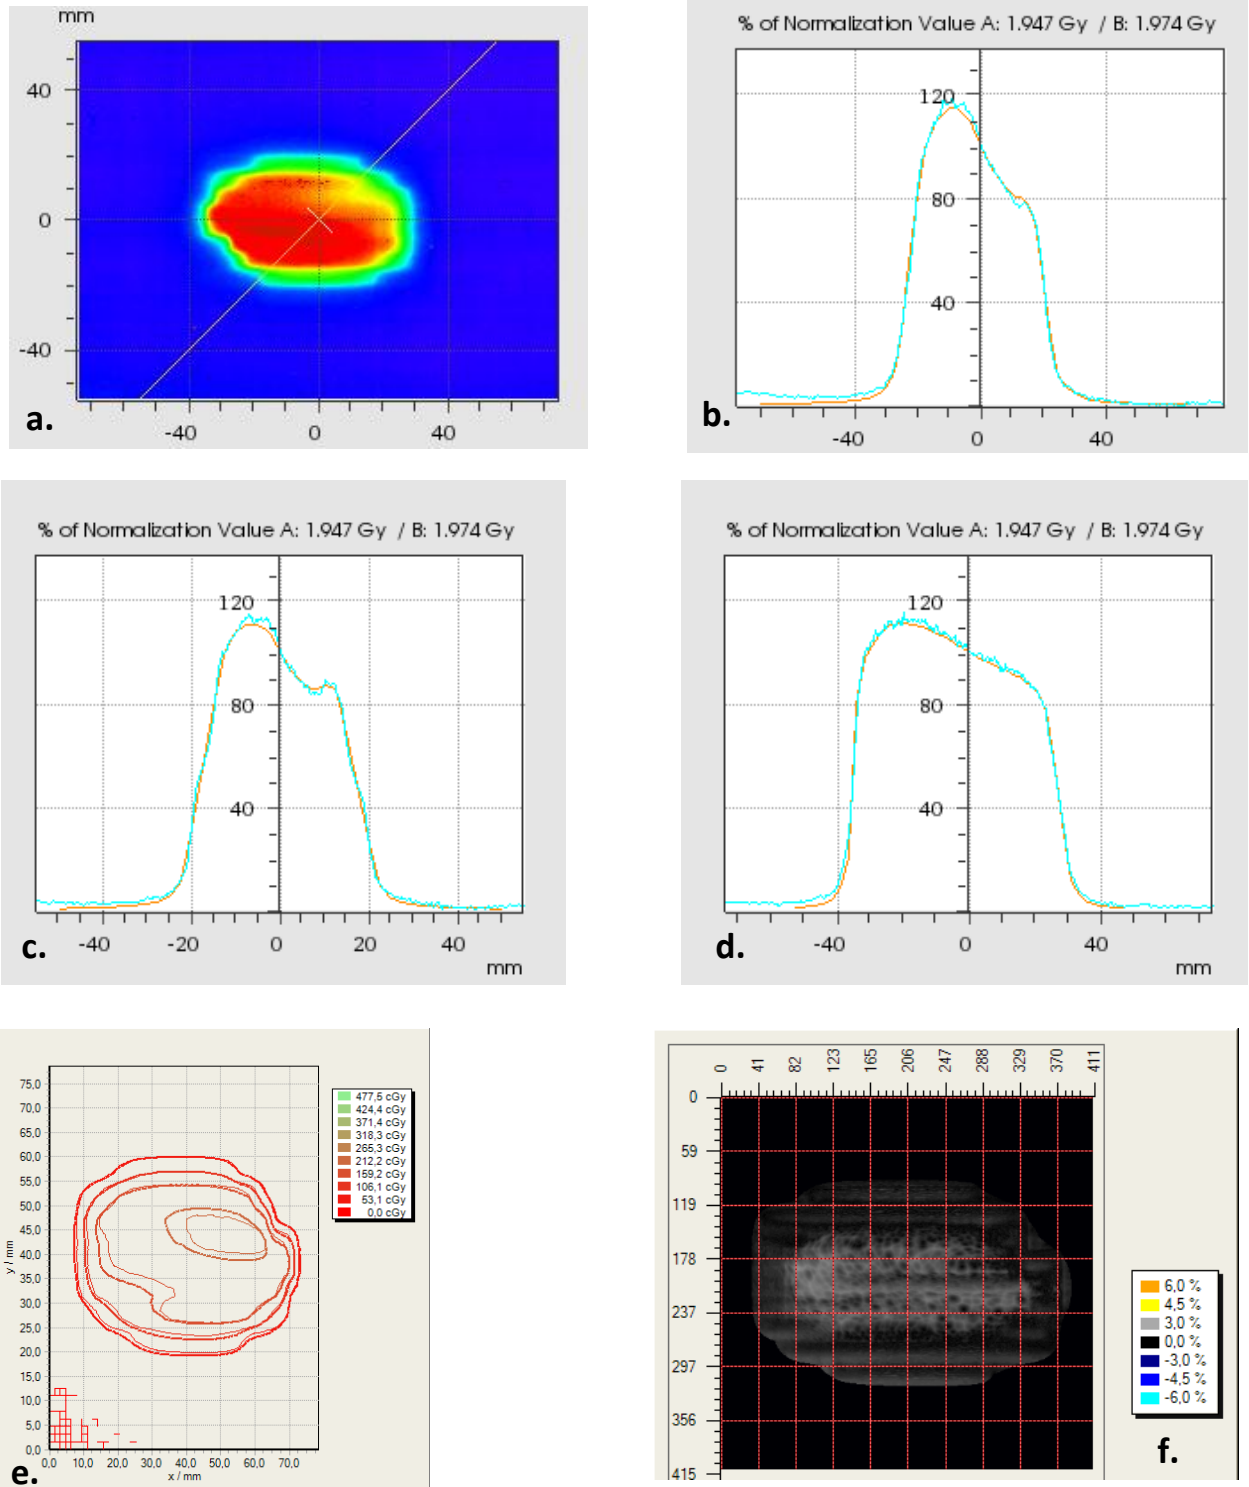 mm
40
0
-40
-40
0
40
a.
% of Normalization Value A: 1.947 Gy / B: 1.974 Gy
120
80
40
-40
0
40
b.
% of Normalization Value A: 1.947 Gy / B: 1.974 Gy
120
80
40
-40
-20
0
20
40
mm
c.
% of Normalization Value A: 1.947 Gy / B: 1.974 Gy
120
80
40
-40
0
40
mm
d.
75,0
70,0
65,0
60,0
55,0
50,0
45,0
40,0
35,0
30,0
25,0
20,0
15,0
10,0
5,0
0,0
y / mm
0,0 10,0 20,0 30,0 40,0 50,0 60,0 70,0
x / mm
477,5 cGy
424,4 cGy
371,4 cGy
318,3 cGy
265,3 cGy
212,2 cGy
159,2 cGy
106,1 cGy
53,1 cGy
0,0 cGy
e.
0 41 82 123 165 206 247 288 329 370 411
0
59
119
178
237
297
356
415
6,0 %
4,5 %
3,0 %
0,0 %
-3,0 %
-4,5 %
-6,0 %
f.